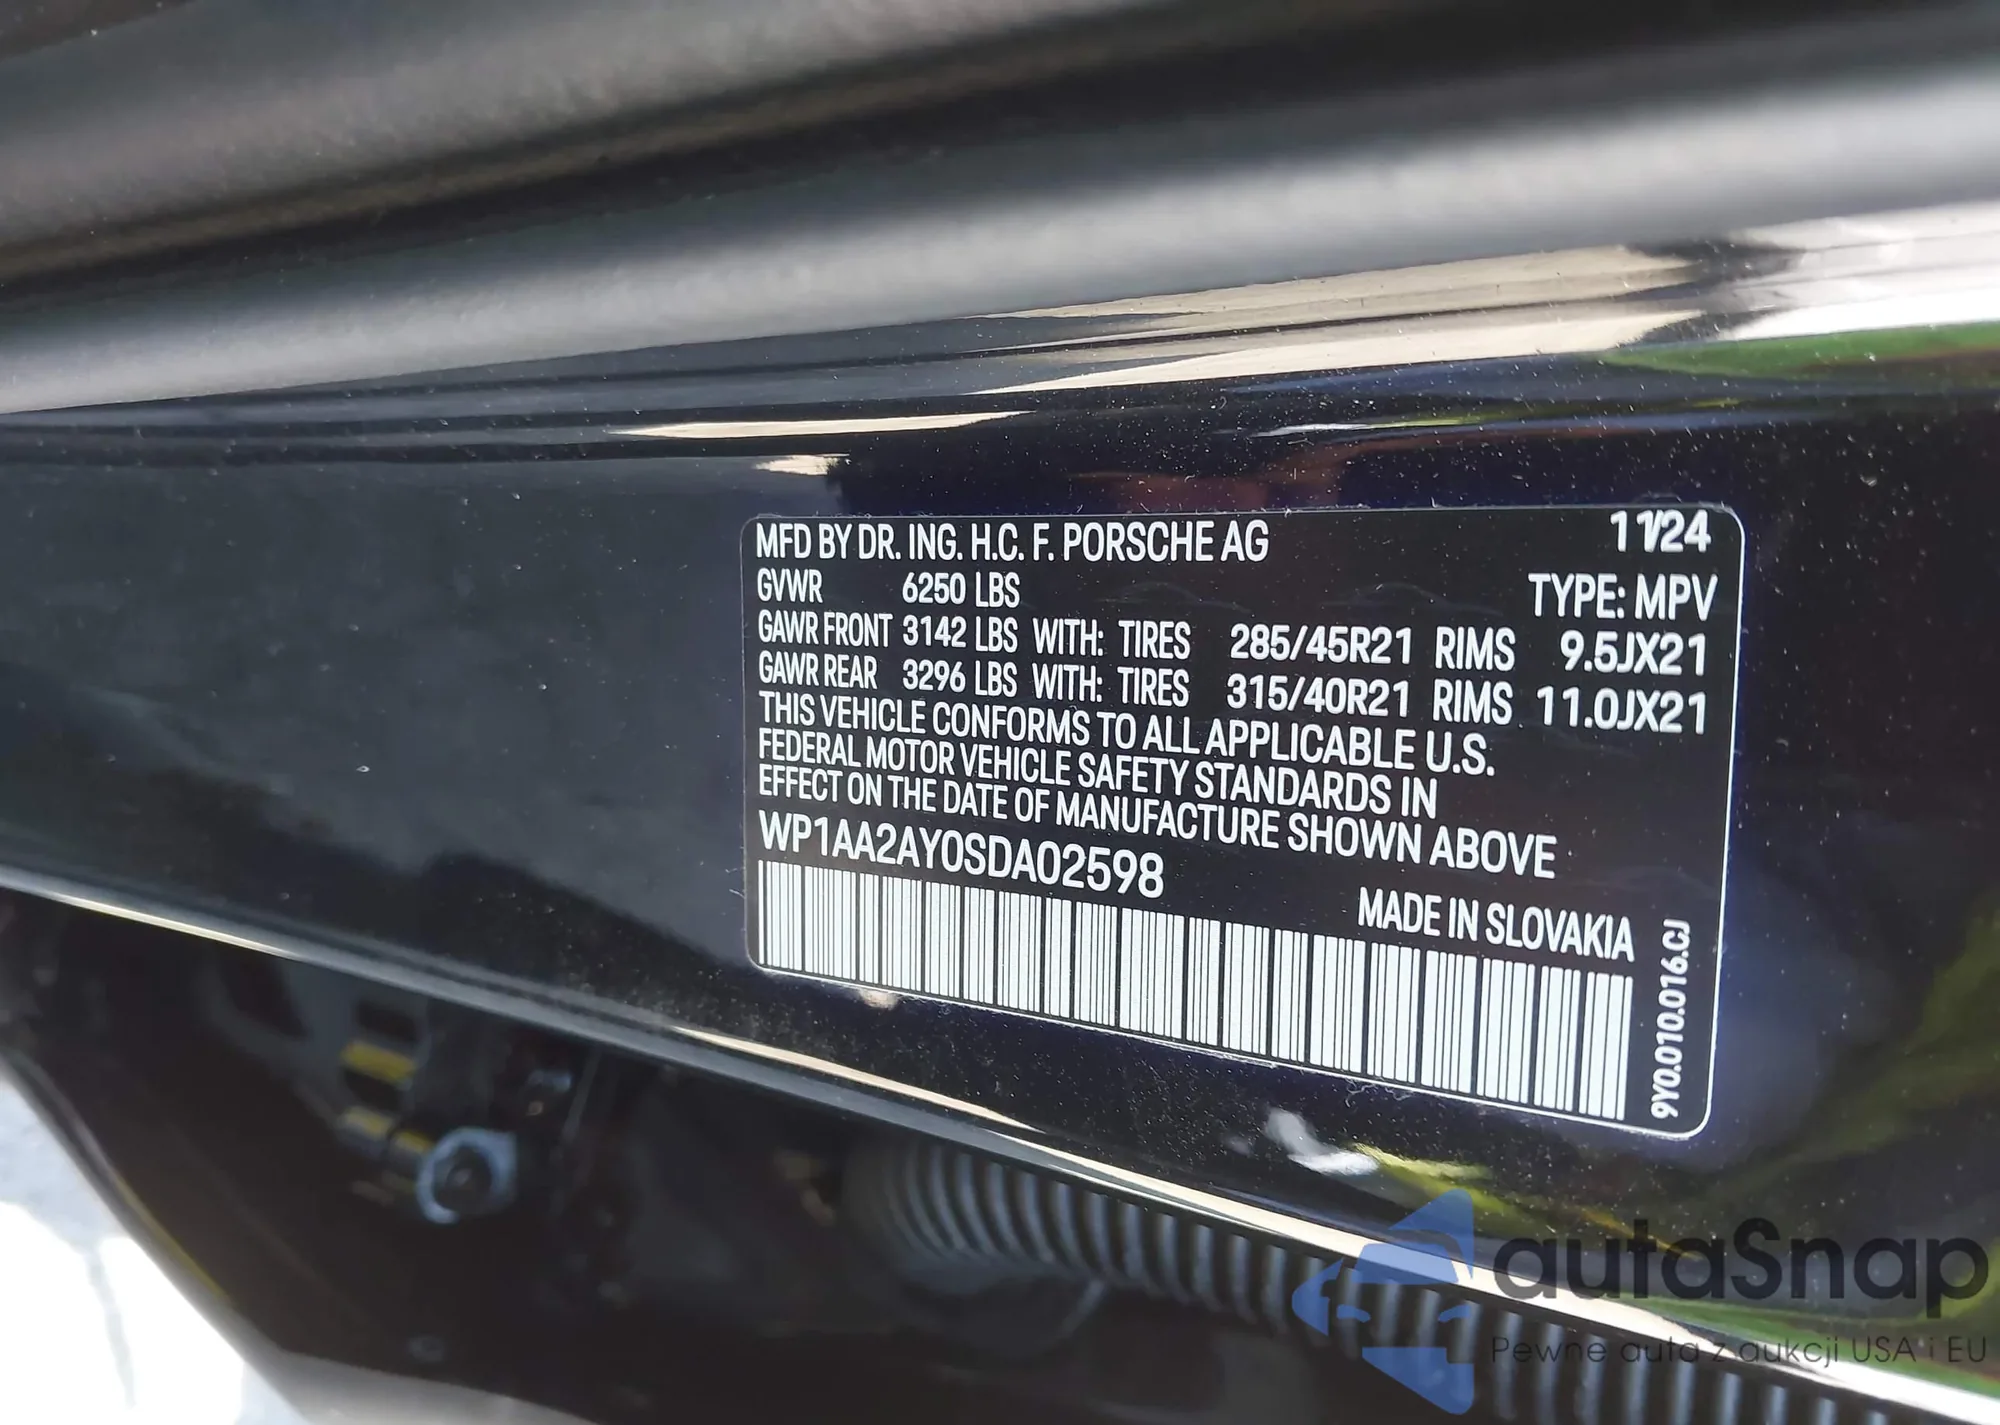 MFD BY DR. ING. H.C. F. PORSCHE AG 11/24
GVWR 6250 LBS TYPE: MPV
GAWR FRONT 3142 LBS WITH: TIRES 285/45R21 RIMS 9.5JX21
GAWR REAR 3296 LBS WITH: TIRES 315/40R21 RIMS 11.0JX21
THIS VEHICLE CONFORMS TO ALL APPLICABLE U.S.
FEDERAL MOTOR VEHICLE SAFETY STANDARDS IN
EFFECT ON THE DATE OF MANUFACTURE SHOWN ABOVE
WP1AA2AY0SDA02598
MADE IN SLOVAKIA
9Y0.010.016.CJ
autaSnap
Pewne auta z aukcji USA i EU